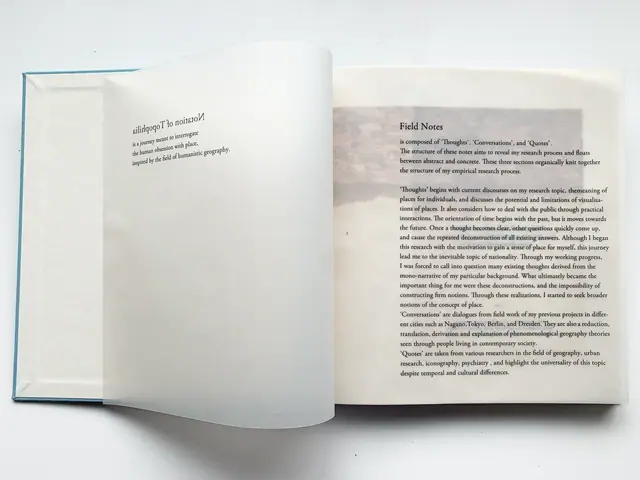 Notation of Topophilia
is a journey meant to interrogate
the human obsession with place,
inspired by the field of humanistic geography.
Field Notes
is composed of 'Thoughts', 'Conversations', and 'Quotes'.
The structure of these notes aims to reveal my research process and floats
between abstract and concrete. These three sections organically knit together
the structure of my empirical research process.
'Thoughts' begins with current discourses on my research topic, themeaning of
places for individuals, and discusses the potential and limitations of visualisa-
tions of places. It also considers how to deal with the public through practical
interactions. The orientation of time begins with the past, but it moves towards
the future. Once a thought becomes clear, other questions quickly come up,
and cause the repeated deconstruction of all existing answers. Although I began
this research with the motivation to gain a sense of place for myself, this journey
lead me to the inevitable topic of nationality. Through my working progress,
I was forced to call into question many existing thoughts derived from the
mono-narrative of my particular background. What ultimately became the
important thing for me were these deconstructions, and the impossibility of
constructing firm notions. Through these realizations, I started to seek broader
notions of the concept of place.
'Conversations' are dialogues from field work of my previous projects in differ-
ent cities such as Nagano,Tokyo, Berlin, and Dresden. They are also a reduction,
translation, derivation and explanation of phenomenological geography theories
seen through people living in contemporary society.
'Quotes' are taken from various researchers in the field of geography, urban
research, iconography, psychiatry , and highlight the universality of this topic
despite temporal and cultural differences.